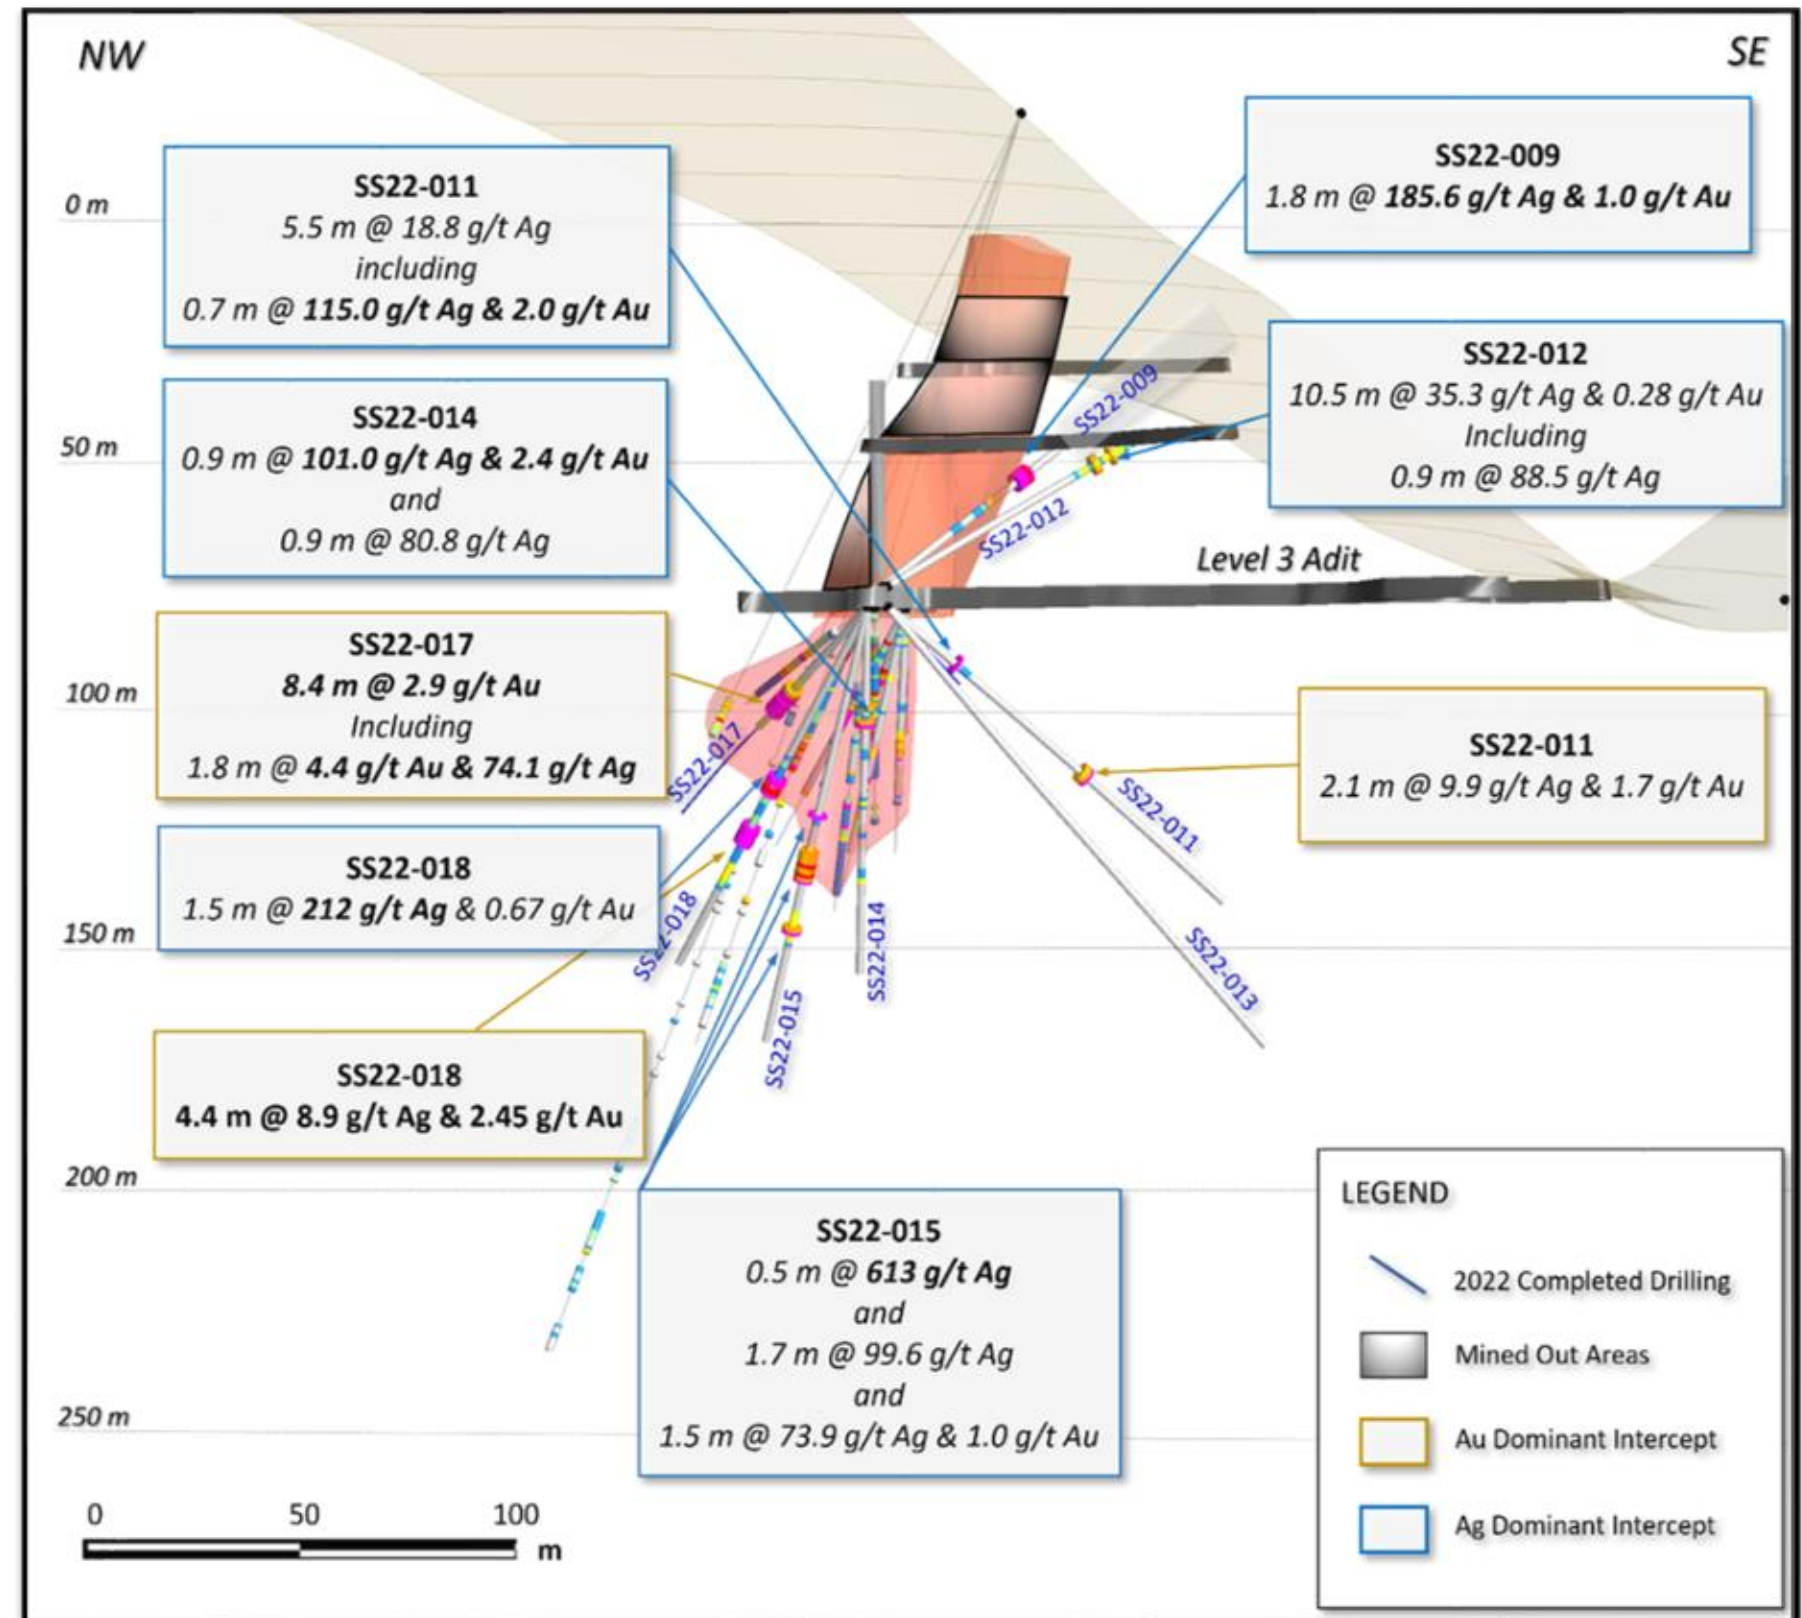 NW
SE
SS22-009
1.8 m @ 185.6 g/t Ag & 1.0 g/t Au
SS22-011
5.5 m @ 18.8 g/t Ag
including
0.7 m @ 115.0 g/t Ag & 2.0 g/t Au
0 m
SS22-012
10.5 m @ 35.3 g/t Ag & 0.28 g/t Au
Including
0.9 m @ 88.5 g/t Ag
SS22-009
SS22-014
0.9 m @ 101.0 g/t Ag & 2.4 g/t Au
and
0.9 m @ 80.8 g/t Ag
50 m
SS22-012
Level 3 Adit
SS22-017
8.4 m @ 2.9 g/t Au
Including
1.8 m @ 4.4 g/t Au & 74.1 g/t Ag
100 m
SS22-017
SS22-011
2.1 m @ 9.9 g/t Ag & 1.7 g/t Au
SS22-011
SS22-018
1.5 m @ 212 g/t Ag & 0.67 g/t Au
150 m
SS22-018
SS22-014
SS22-013
SS22-015
SS22-018
4.4 m @ 8.9 g/t Ag & 2.45 g/t Au
200 m
SS22-015
0.5 m @ 613 g/t Ag
and
1.7 m @ 99.6 g/t Ag
and
1.5 m @ 73.9 g/t Ag & 1.0 g/t Au
250 m
LEGEND
2022 Completed Drilling
Mined Out Areas
Au Dominant Intercept
Ag Dominant Intercept
0 50 100
m